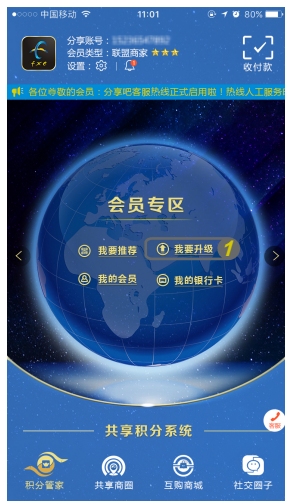 中国移动 11:01 80%
分享账号：
会员类型：联盟商家
设置：
收付款
fxe
各位尊敬的会员：分享吧客服热线正式启用啦！热线人工服务
会员专区
我要推荐 我要升级 1
我的会员 我的银行卡
客服
共享积分系统
积分管家 共享商圈 互购商城 社交圈子